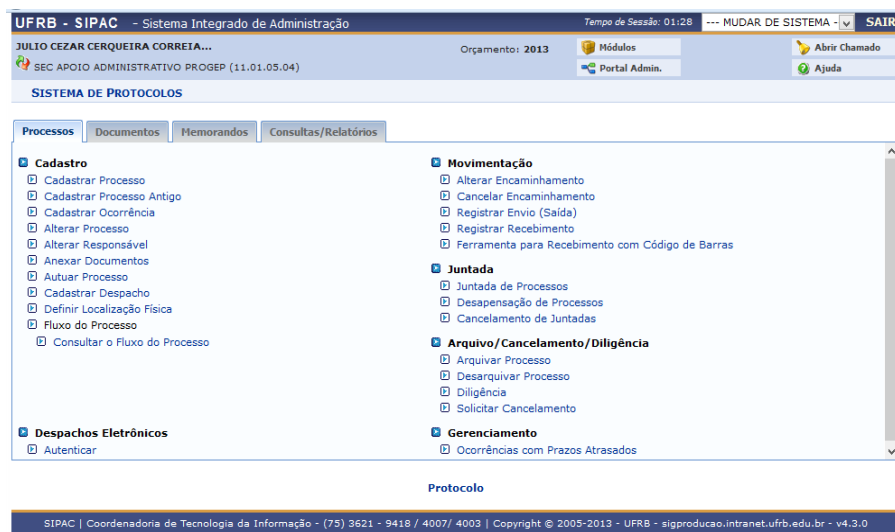 UFRB - SIPAC - Sistema Integrado de Administração Tempo de Sessão: 01:28 --- MUDAR DE SISTEMA - SAIR
JULIO CEZAR CERQUEIRA CORREIA... Orçamento: 2013 Módulos Abrir Chamado
SEC APOIO ADMINISTRATIVO PROGEP (11.01.05.04) Portal Admin. Ajuda
SISTEMA DE PROTOCOLOS
Processos Documentos Memorandos Consultas/Relatórios
Cadastro
Cadastrar Processo
Cadastrar Processo Antigo
Cadastrar Ocorrência
Alterar Processo
Alterar Responsável
Anexar Documentos
Autuar Processo
Cadastrar Despacho
Definir Localização Física
Fluxo do Processo
Consultar o Fluxo do Processo
Despachos Eletrônicos
Autenticar
Movimentação
Alterar Encaminhamento
Cancelar Encaminhamento
Registrar Envio (Saída)
Registrar Recebimento
Ferramenta para Recebimento com Código de Barras
Juntada
Juntada de Processos
Desapensação de Processos
Cancelamento de Juntadas
Arquivo/Cancelamento/Diligência
Arquivar Processo
Desarquivar Processo
Diligência
Solicitar Cancelamento
Gerenciamento
Ocorrências com Prazos Atrasados
Protocolo
SIPAC | Coordenadoria de Tecnologia da Informação - (75) 3621 - 9418 / 4007/ 4003 | Copyright © 2005-2013 - UFRB - sigproducao.intranet.ufrb.edu.br - v4.3.0